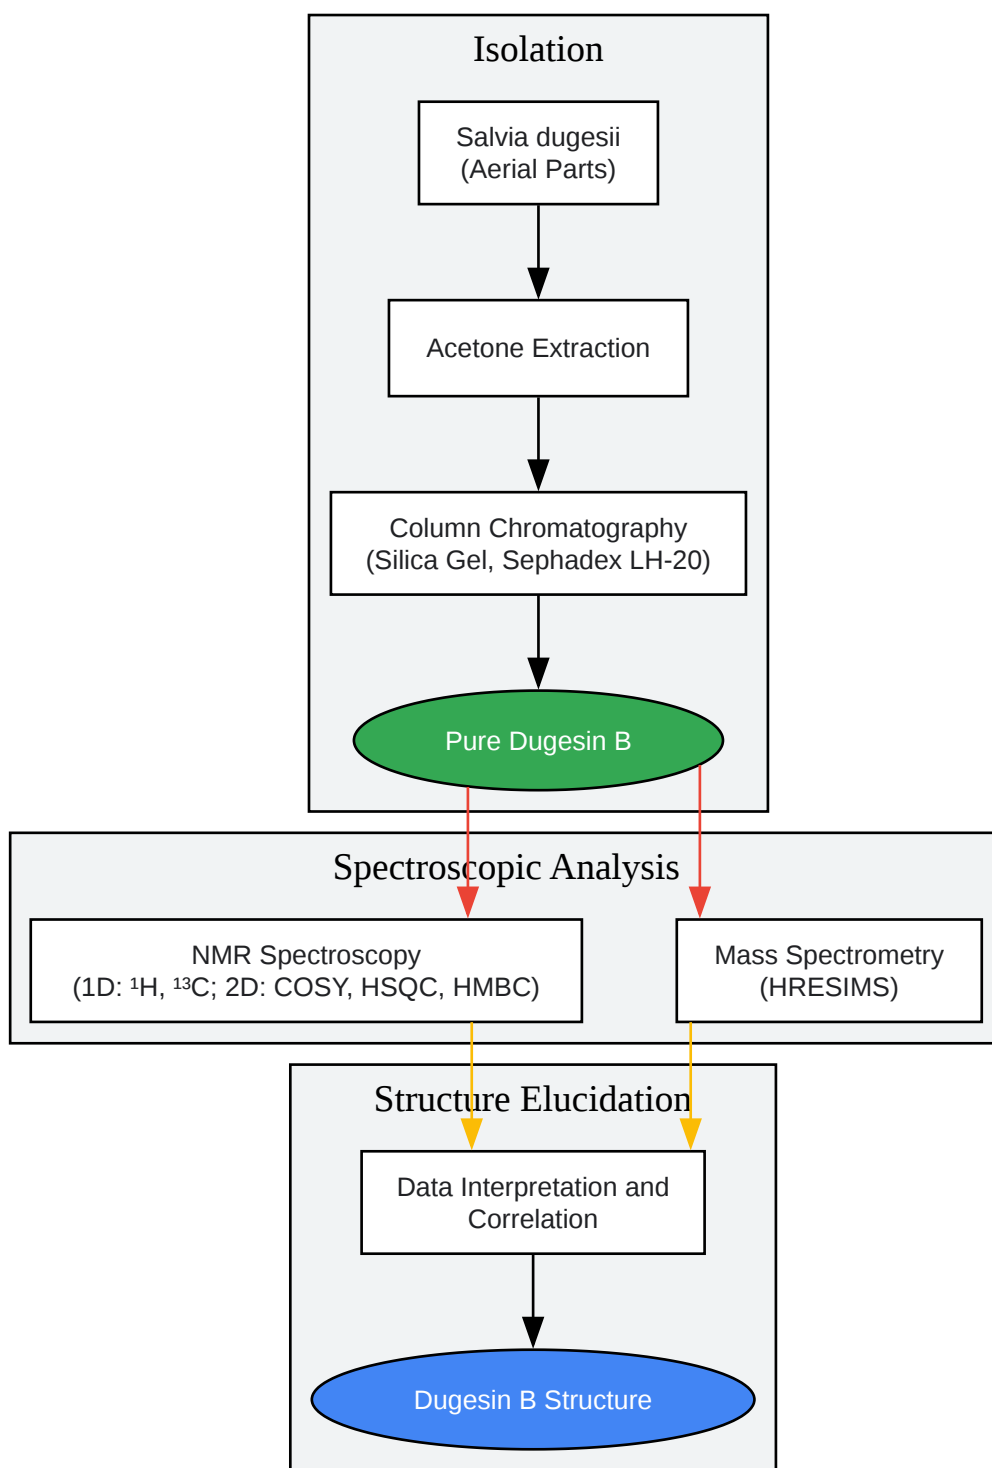 Isolation
Salvia dugesii
(Aerial Parts)
Acetone Extraction
Column Chromatography
(Silica Gel, Sephadex LH-20)
Pure Dugesin B
Spectroscopic Analysis
NMR Spectroscopy
(1D: ¹H, ¹³C; 2D: COSY, HSQC, HMBC)
Mass Spectrometry
(HRESIMS)
Structure Elucidation
Data Interpretation and
Correlation
Dugesin B Structure